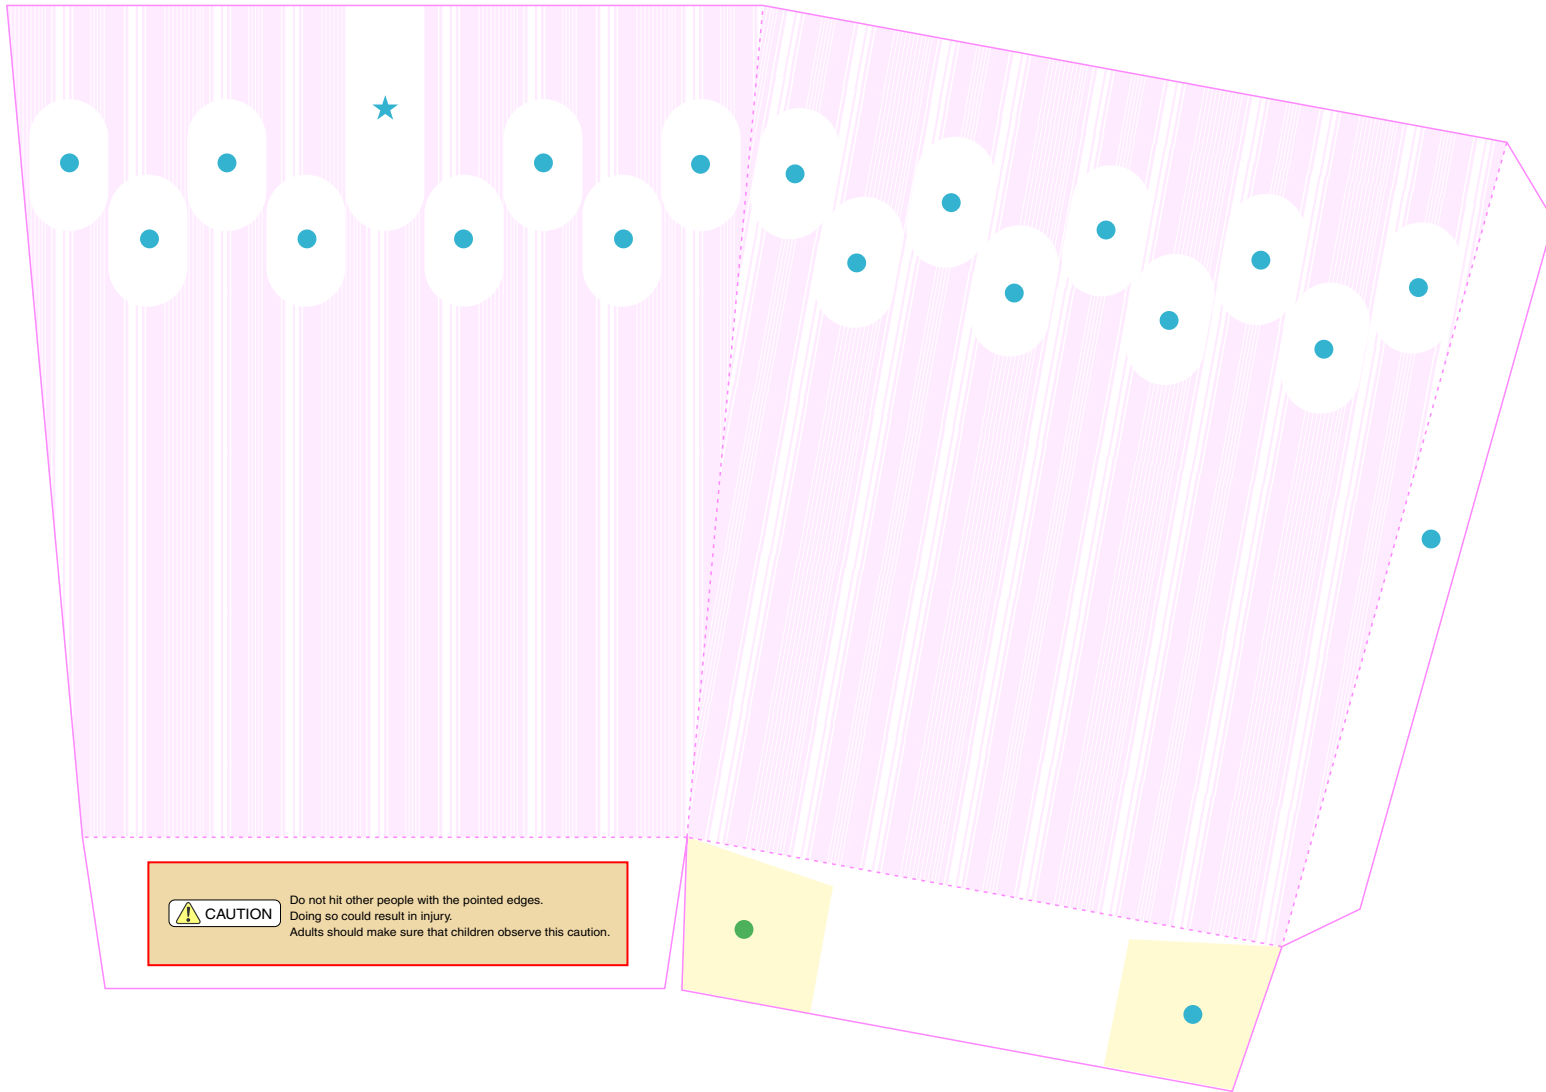 CAUTION
Do not hit other people with the pointed edges.
Doing so could result in injury.
Adults should make sure that children observe this caution.